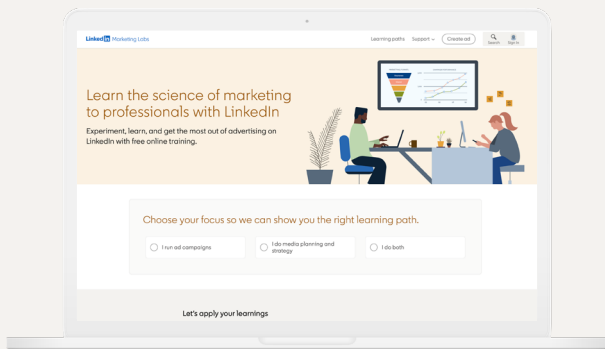 LinkedIn Marketing Labs
Learning paths
Support
Create ad
Search
Sign in
Learn the science of marketing
to professionals with LinkedIn
Experiment, learn, and get the most out of advertising on
LinkedIn with free online training.
Choose your focus so we can show you the right learning path.
I run ad campaigns
I do media planning and
strategy
I do both
Let's apply your learnings